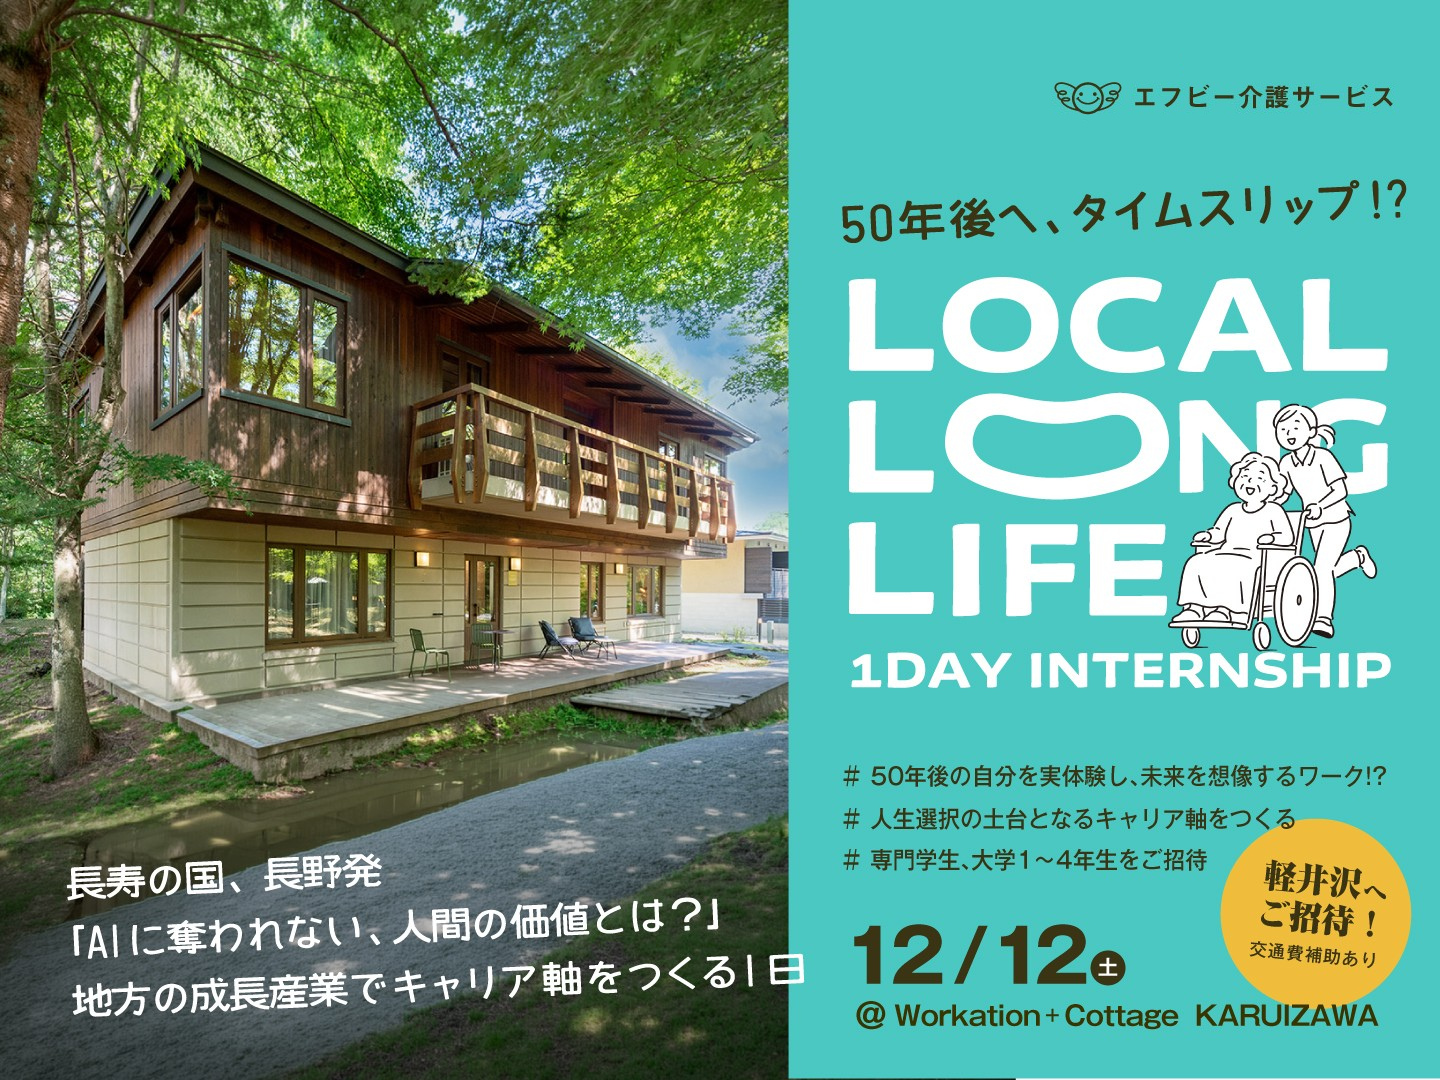 エフビー介護サービス
50年後へ、タイムスリップ!?
LOCAL
LONG
LIFE
1DAY INTERNSHIP
# 50年後の自分を実体験し、未来を想像するワーク!?
# 人生選択の土台となるキャリア軸をつくる
# 専門学生、大学1〜4年生をご招待
軽井沢へ
ご招待！
交通費補助あり
12/12土
@ Workation+Cottage KARUIZAWA
長寿の国、長野発
「AIに奪われない、人間の価値とは？」
地方の成長産業でキャリア軸をつくる1日